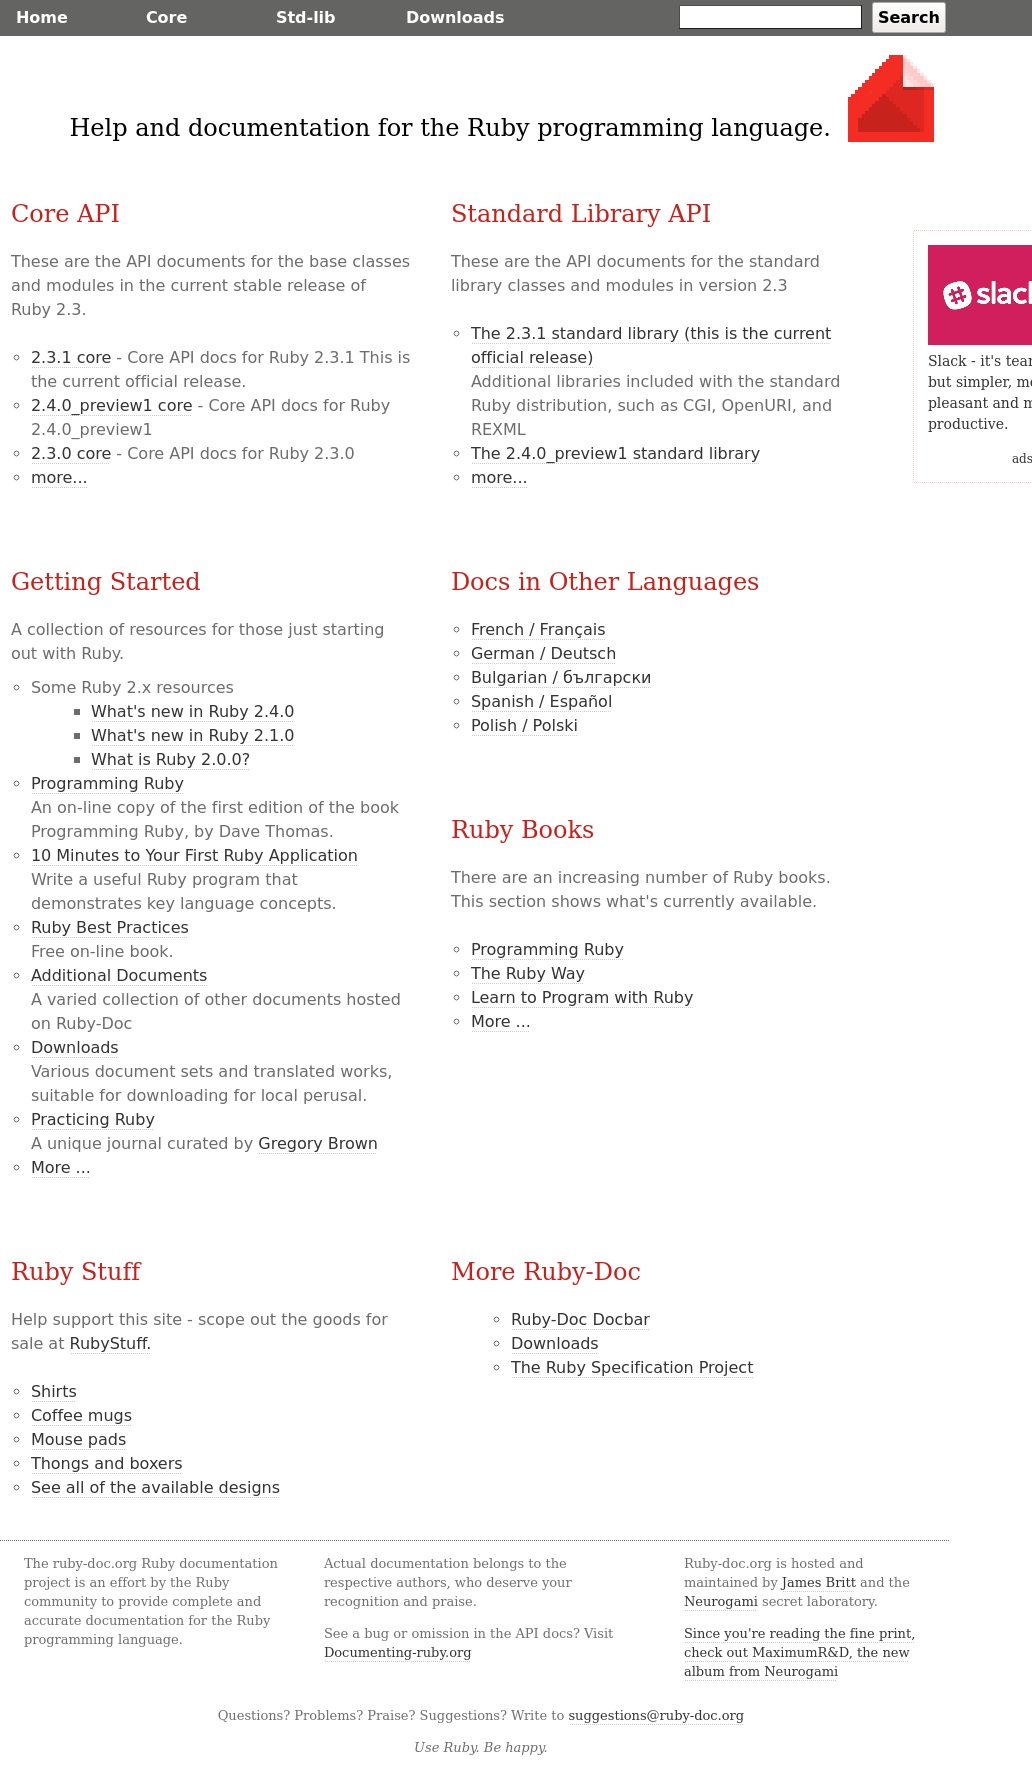 Home Core Std-lib Downloads Search
Help and documentation for the Ruby programming language.
Core API
These are the API documents for the base classes
and modules in the current stable release of
Ruby 2.3.
2.3.1 core - Core API docs for Ruby 2.3.1 This is
the current official release.
2.4.0_preview1 core - Core API docs for Ruby
2.4.0_preview1
2.3.0 core - Core API docs for Ruby 2.3.0
more...
Standard Library API
These are the API documents for the standard
library classes and modules in version 2.3
The 2.3.1 standard library (this is the current
official release)
Additional libraries included with the standard
Ruby distribution, such as CGI, OpenURI, and
REXML
The 2.4.0_preview1 standard library
more...
Slack - it's
but simpler,
pleasant and
productive.
ads
Getting Started
A collection of resources for those just starting
out with Ruby.
Some Ruby 2.x resources
What's new in Ruby 2.4.0
What's new in Ruby 2.1.0
What is Ruby 2.0.0?
Programming Ruby
An on-line copy of the first edition of the book
Programming Ruby, by Dave Thomas.
10 Minutes to Your First Ruby Application
Write a useful Ruby program that
demonstrates key language concepts.
Ruby Best Practices
Free on-line book.
Additional Documents
A varied collection of other documents hosted
on Ruby-Doc
Downloads
Various document sets and translated works,
suitable for downloading for local perusal.
Practicing Ruby
A unique journal curated by Gregory Brown
More ...
Docs in Other Languages
French / Français
German / Deutsch
Bulgarian / български
Spanish / Español
Polish / Polski
Ruby Books
There are an increasing number of Ruby books.
This section shows what's currently available.
Programming Ruby
The Ruby Way
Learn to Program with Ruby
More ...
Ruby Stuff
Help support this site - scope out the goods for
sale at RubyStuff.
Shirts
Coffee mugs
Mouse pads
Thongs and boxers
See all of the available designs
More Ruby-Doc
Ruby-Doc Docbar
Downloads
The Ruby Specification Project
The ruby-doc.org Ruby documentation
project is an effort by the Ruby
community to provide complete and
accurate documentation for the Ruby
programming language.
Actual documentation belongs to the
respective authors, who deserve your
recognition and praise.
See a bug or omission in the API docs? Visit
Documenting-ruby.org
Ruby-doc.org is hosted and
maintained by James Britt and the
Neurogami secret laboratory.
Since you're reading the fine print,
check out MaximumR&D, the new
album from Neurogami
Questions? Problems? Praise? Suggestions? Write to suggestions@ruby-doc.org
Use Ruby. Be happy.